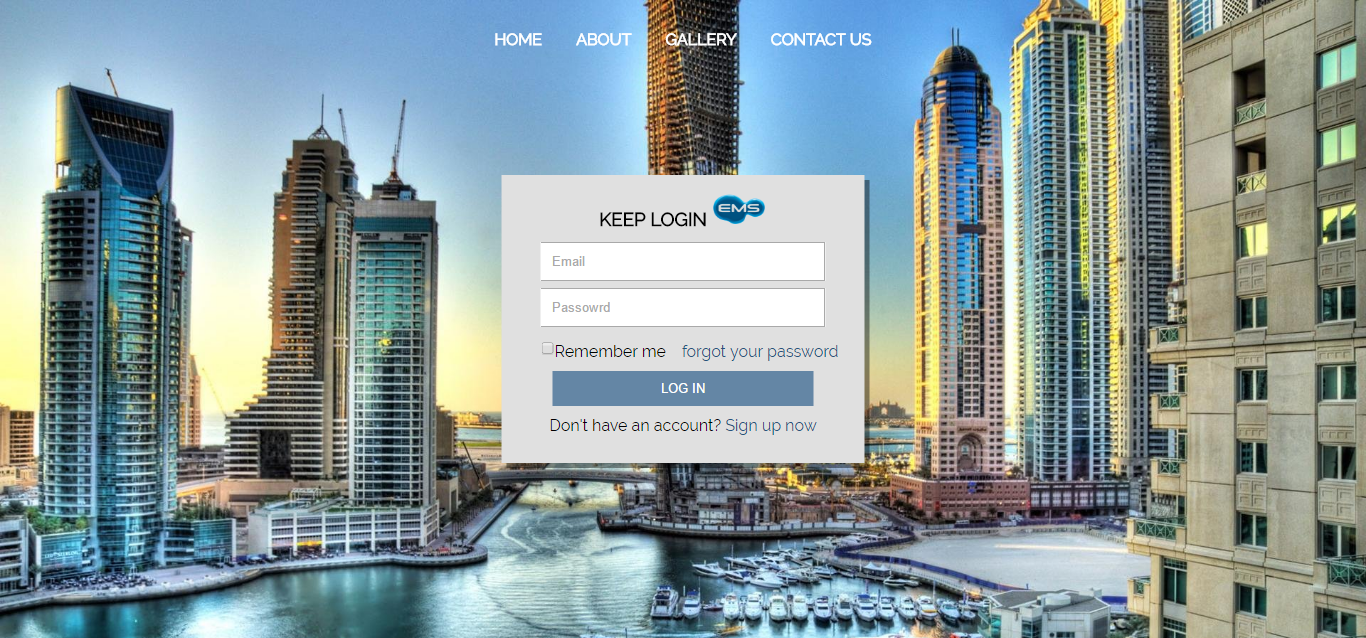 HOME ABOUT GALLERY CONTACT US
KEEP LOGIN EMS
Email
Passowrd
Remember me forgot your password
LOG IN
Don't have an account? Sign up now